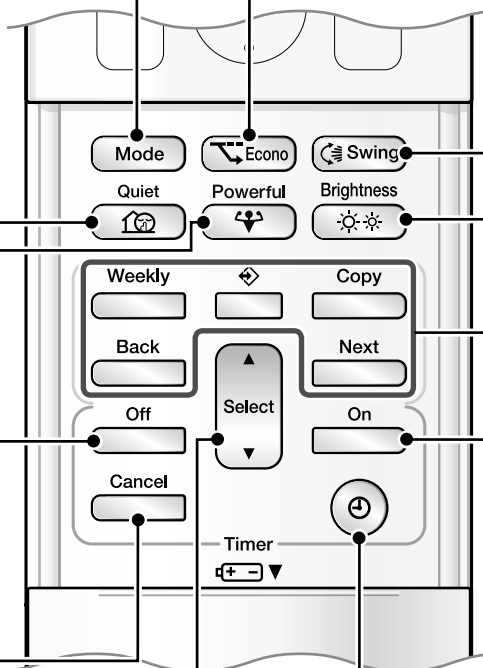 Mode Econo Swing
Quiet Powerful Brightness
Weekly Copy
Back Next
Select
Off On
Cancel
Timer
+ -